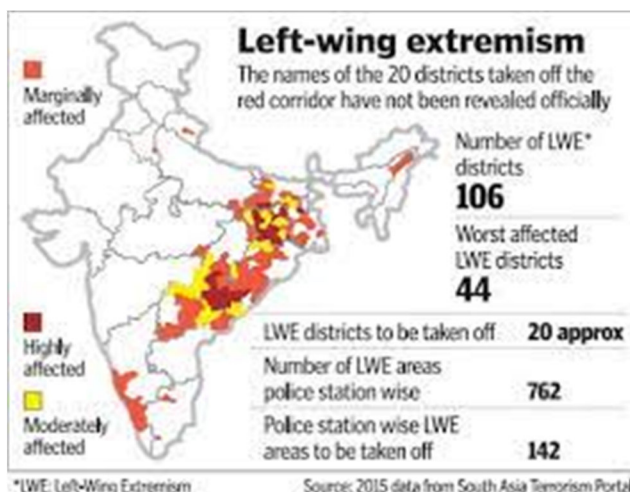 Left-wing extremism
The names of the 20 districts taken off the
red corridor have not been revealed officially
Marginally
affected
Number of LWE*
districts
106
Worst affected
LWE districts
44
Highly
affected
Moderately
affected
LWE districts to be taken off 20 approx
Number of LWE areas
police station wise 762
Police station wise LWE
areas to be taken off 142
*LWE: Left-Wing Extremism
Source: 2015 data from South Asia Terrorism Portal